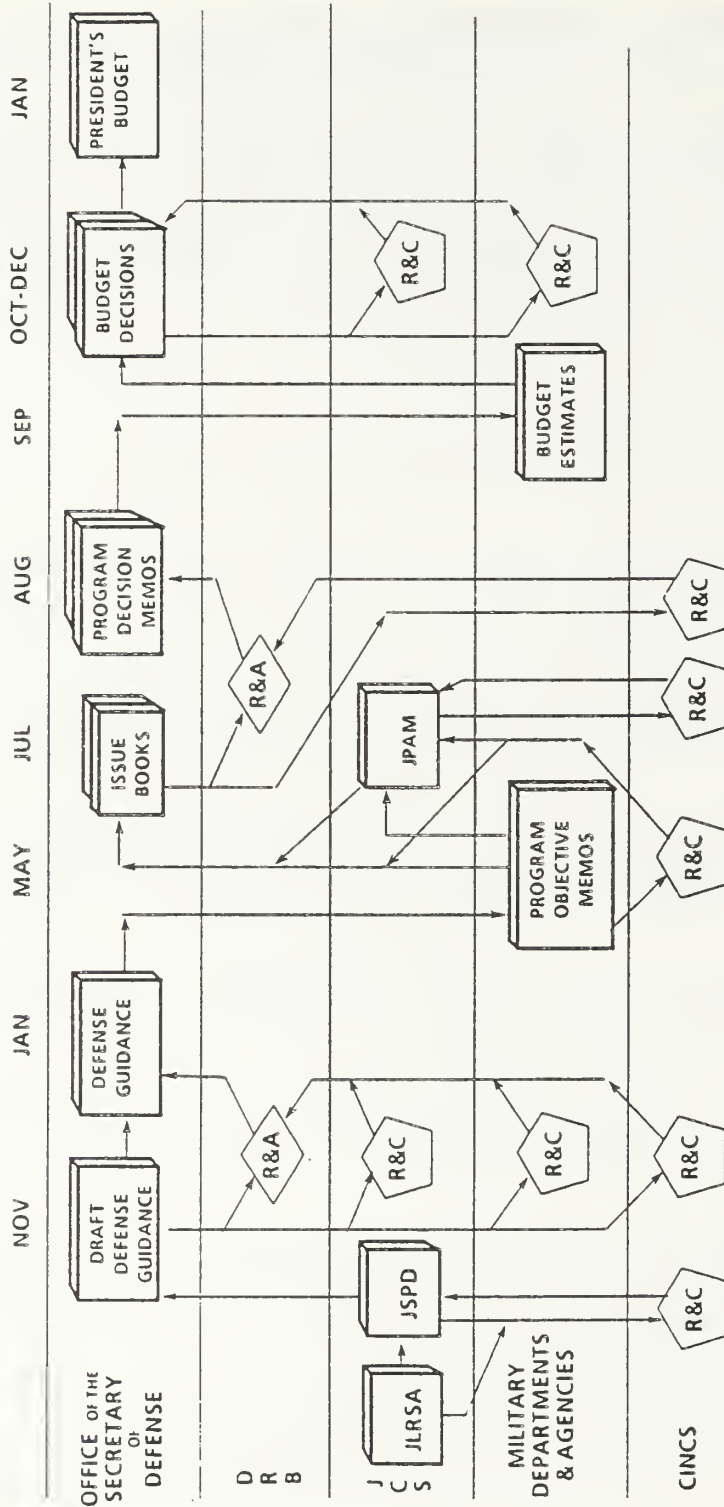 NOV
JAN
MAY
JUL
AUG
SEP
OCT-DEC
JAN
OFFICE OF THE
SECRETARY
OF
DEFENSE
DRAFT
DEFENSE
GUIDANCE
DEFENSE
GUIDANCE
ISSUE
BOOKS
PROGRAM
DECISION
MEMOS
BUDGET
DECISIONS
PRESIDENT'S
BUDGET
D
R
B
R&A
R&A
J
C
S
JLRSA
JSPD
R&C
JPAM
R&C
MILITARY
DEPARTMENTS
& AGENCIES
R&C
PROGRAM
OBJECTIVE
MEMOS
BUDGET
ESTIMATES
R&C
CINCS
R&C
R&C
R&C
R&C
R&C